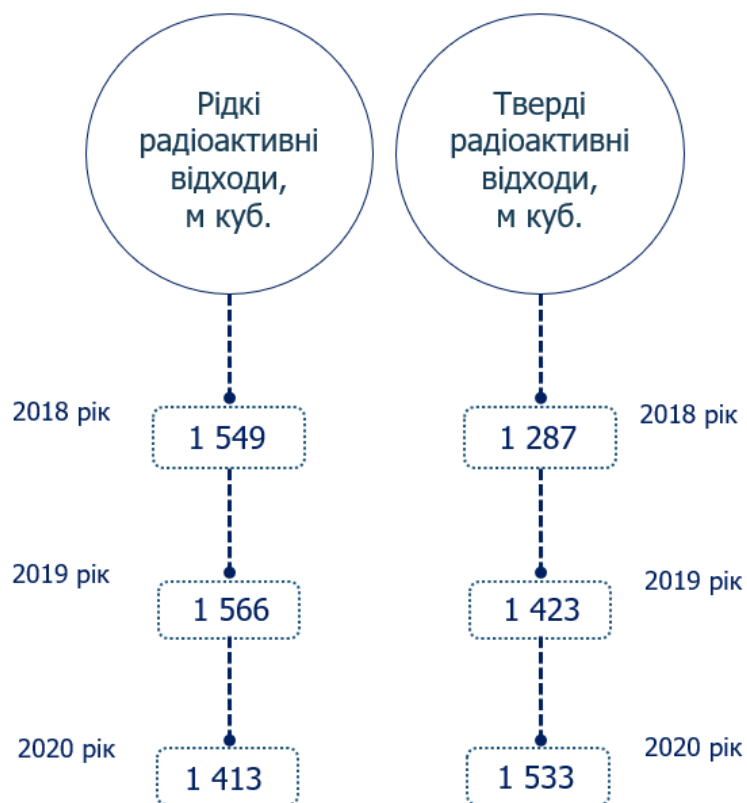 Рідкі
радіоактивні
відходи,
м куб.
Тверді
радіоактивні
відходи,
м куб.
2018 рік
1 549
1 287
2018 рік
2019 рік
1 566
1 423
2019 рік
2020 рік
1 413
1 533
2020 рік